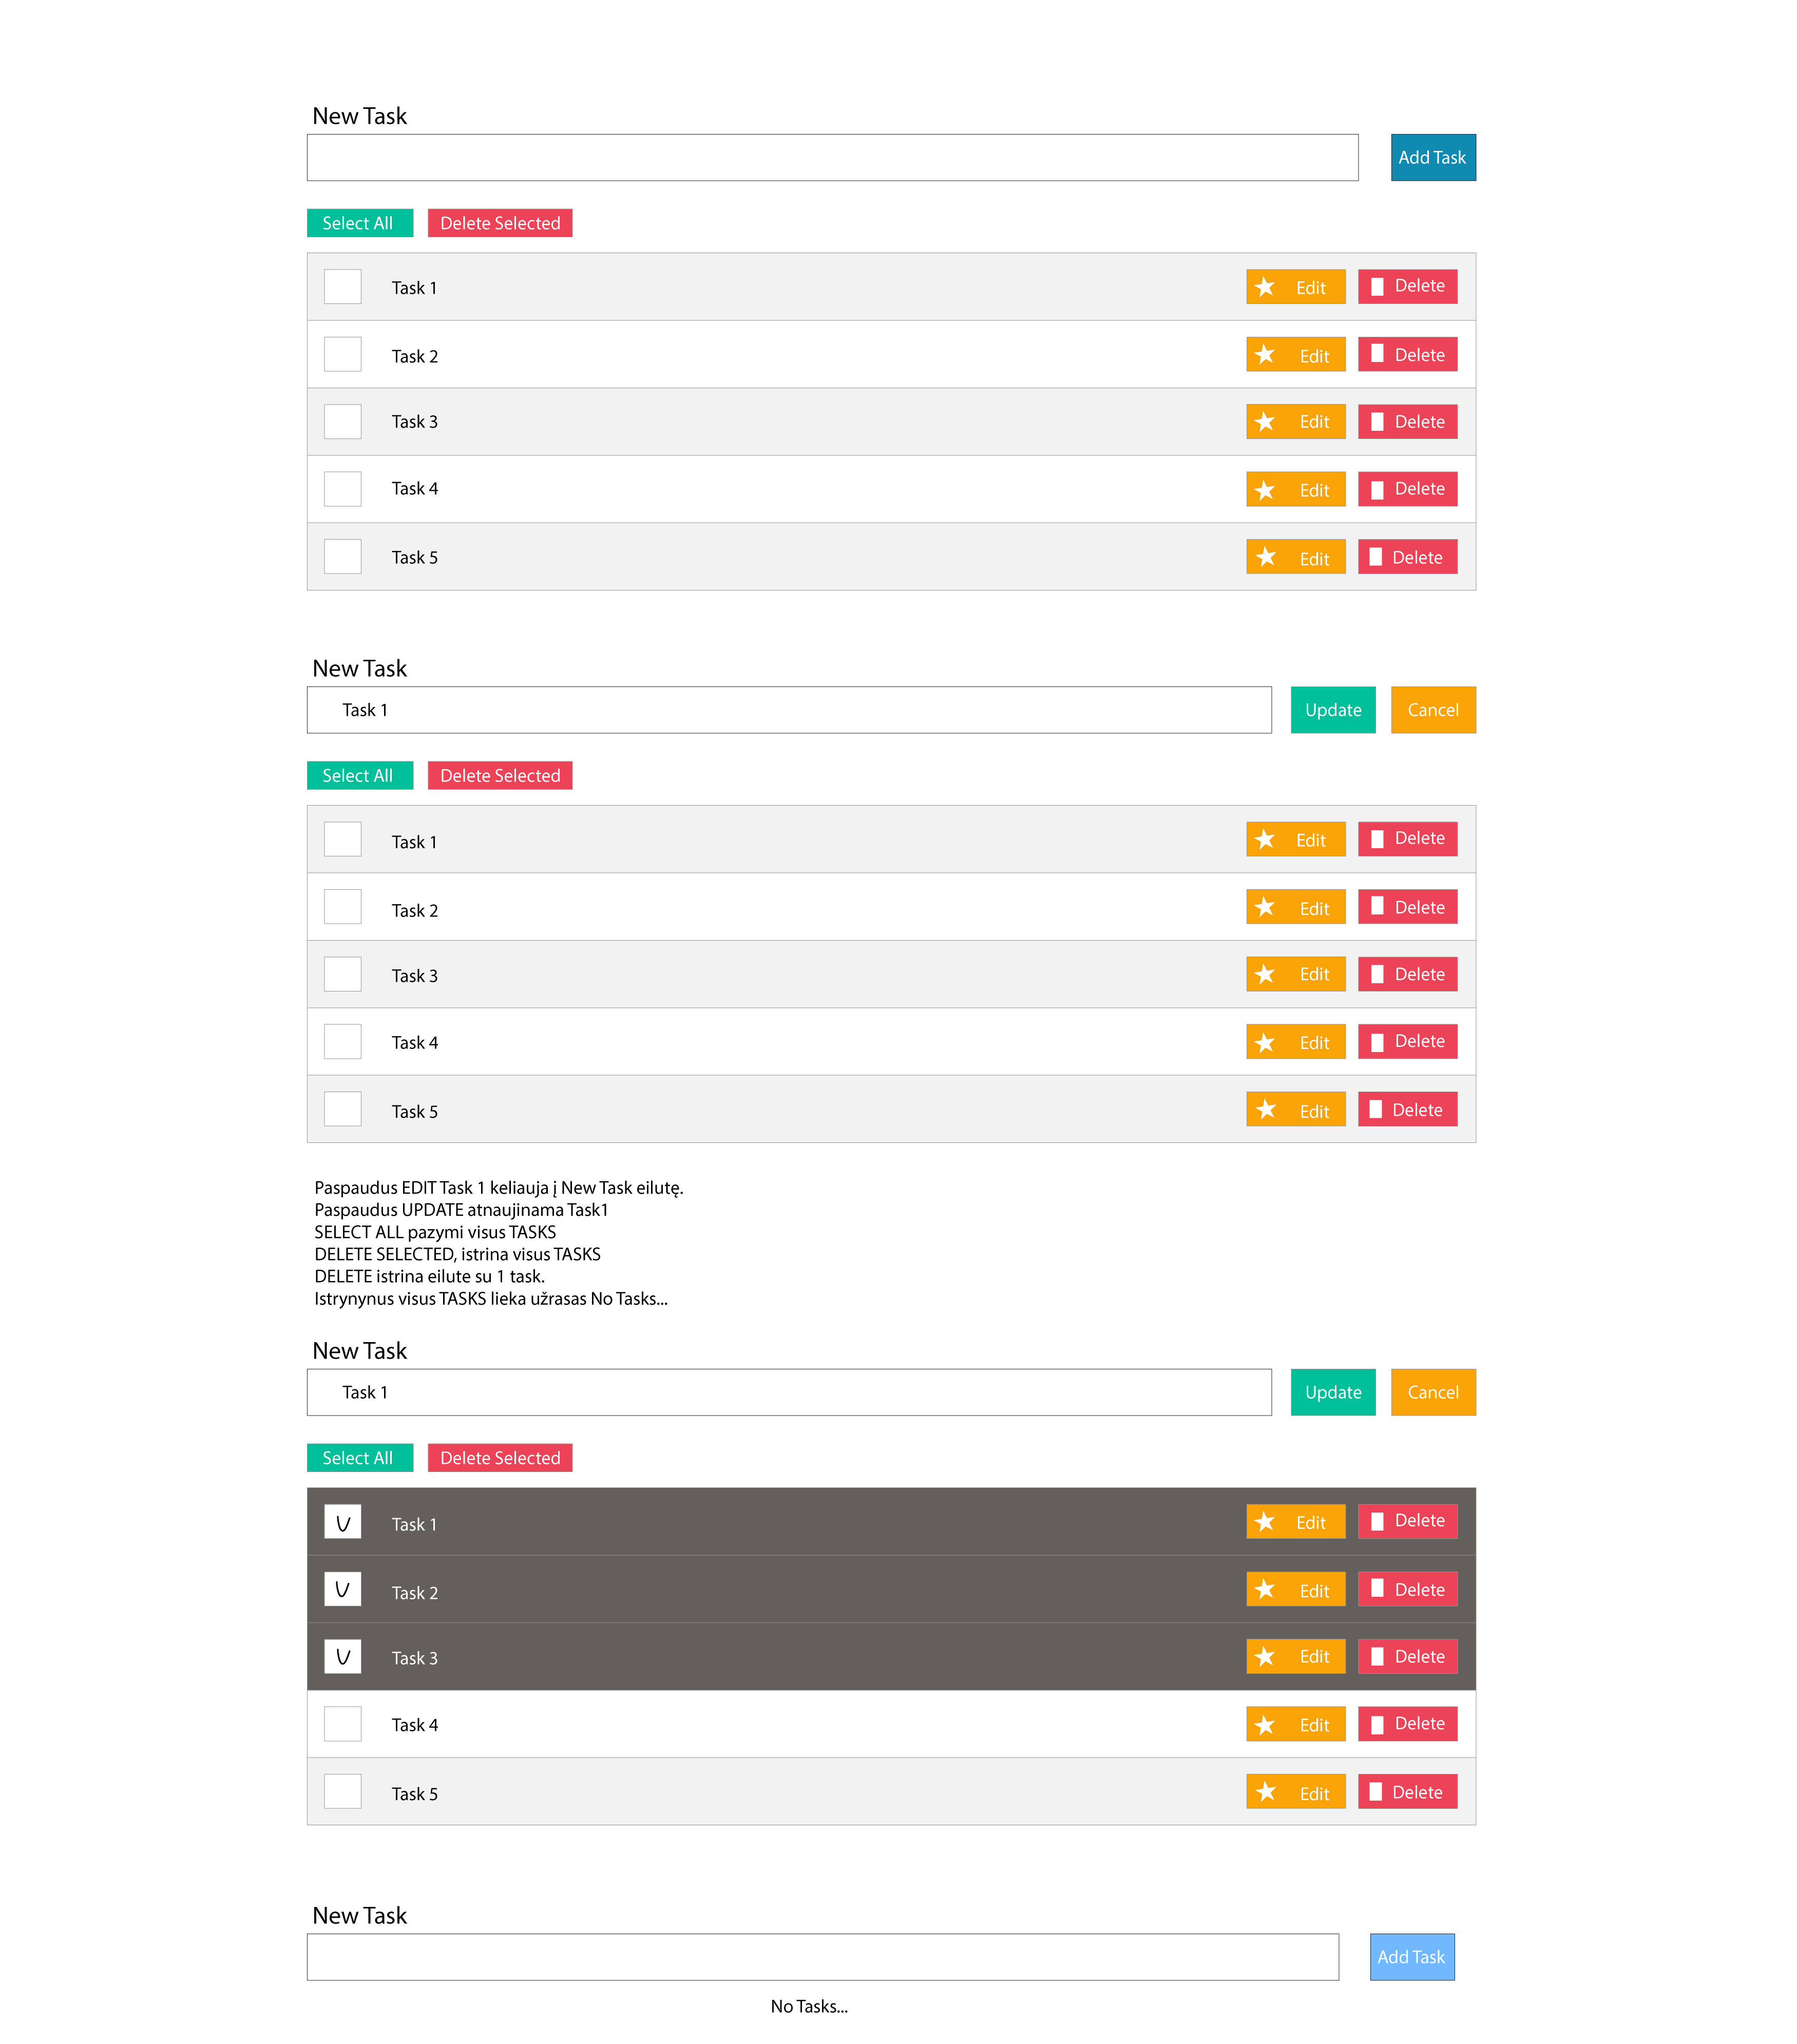 New Task
Add Task
Select All Delete Selected
Task 1 Edit Delete
Task 2 Edit Delete
Task 3 Edit Delete
Task 4 Edit Delete
Task 5 Edit Delete
New Task
Task 1 Update Cancel
Select All Delete Selected
Task 1 Edit Delete
Task 2 Edit Delete
Task 3 Edit Delete
Task 4 Edit Delete
Task 5 Edit Delete
Paspaudus EDIT Task 1 keliauja į New Task eilutę.
Paspaudus UPDATE atnaujinama Task1
SELECT ALL pazymi visus TASKS
DELETE SELECTED, istrina visus TASKS
DELETE istrina eilute su 1 task.
Istrynynus visus TASKS lieka užrasas No Tasks...
New Task
Task 1 Update Cancel
Select All Delete Selected
Task 1 Edit Delete
Task 2 Edit Delete
Task 3 Edit Delete
Task 4 Edit Delete
Task 5 Edit Delete
New Task
Add Task
No Tasks...